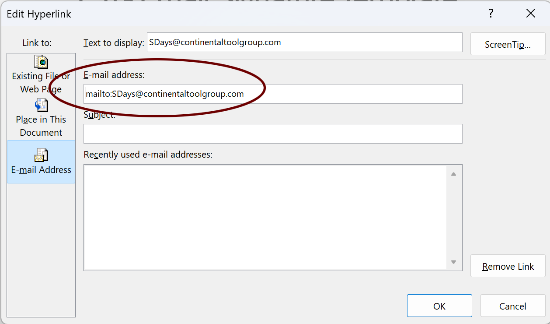 Edit Hyperlink
Link to:
Text to display:
SDays@continentaltoolgroup.com
ScreenTip...
Existing File or
Web Page
E-mail address:
mailto:SDays@continentaltoolgroup.com
Place in This
Document
Subject:
E-mail Address
Recently used e-mail addresses:
Remove Link
OK
Cancel